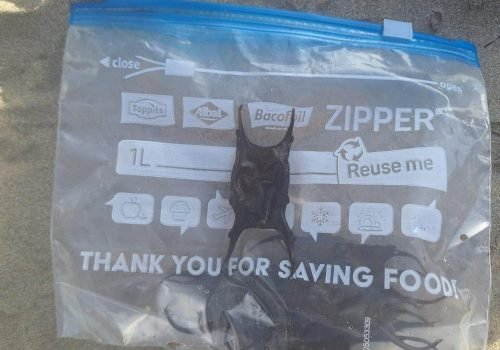 close
open
Toppits Albal BacoFoil ZIPPER®
1L Reuse me
THANK YOU FOR SAVING FOOD!